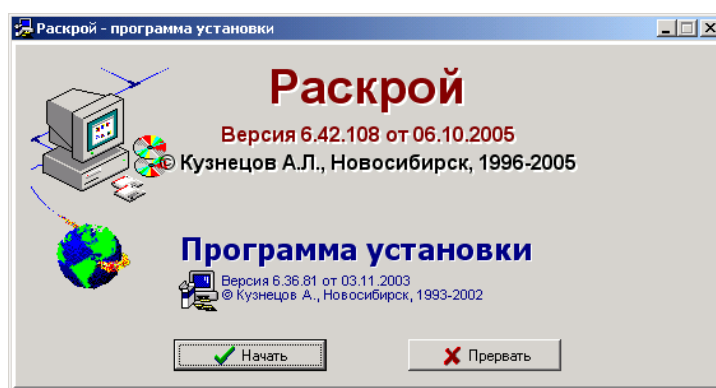 Раскрой - программа установки
Раскрой
Версия 6.42.108 от 06.10.2005
© Кузнецов А.Л., Новосибирск, 1996-2005
Программа установки
Версия 6.36.81 от 03.11.2003
© Кузнецов А., Новосибирск, 1993-2002
Начать
Прервать